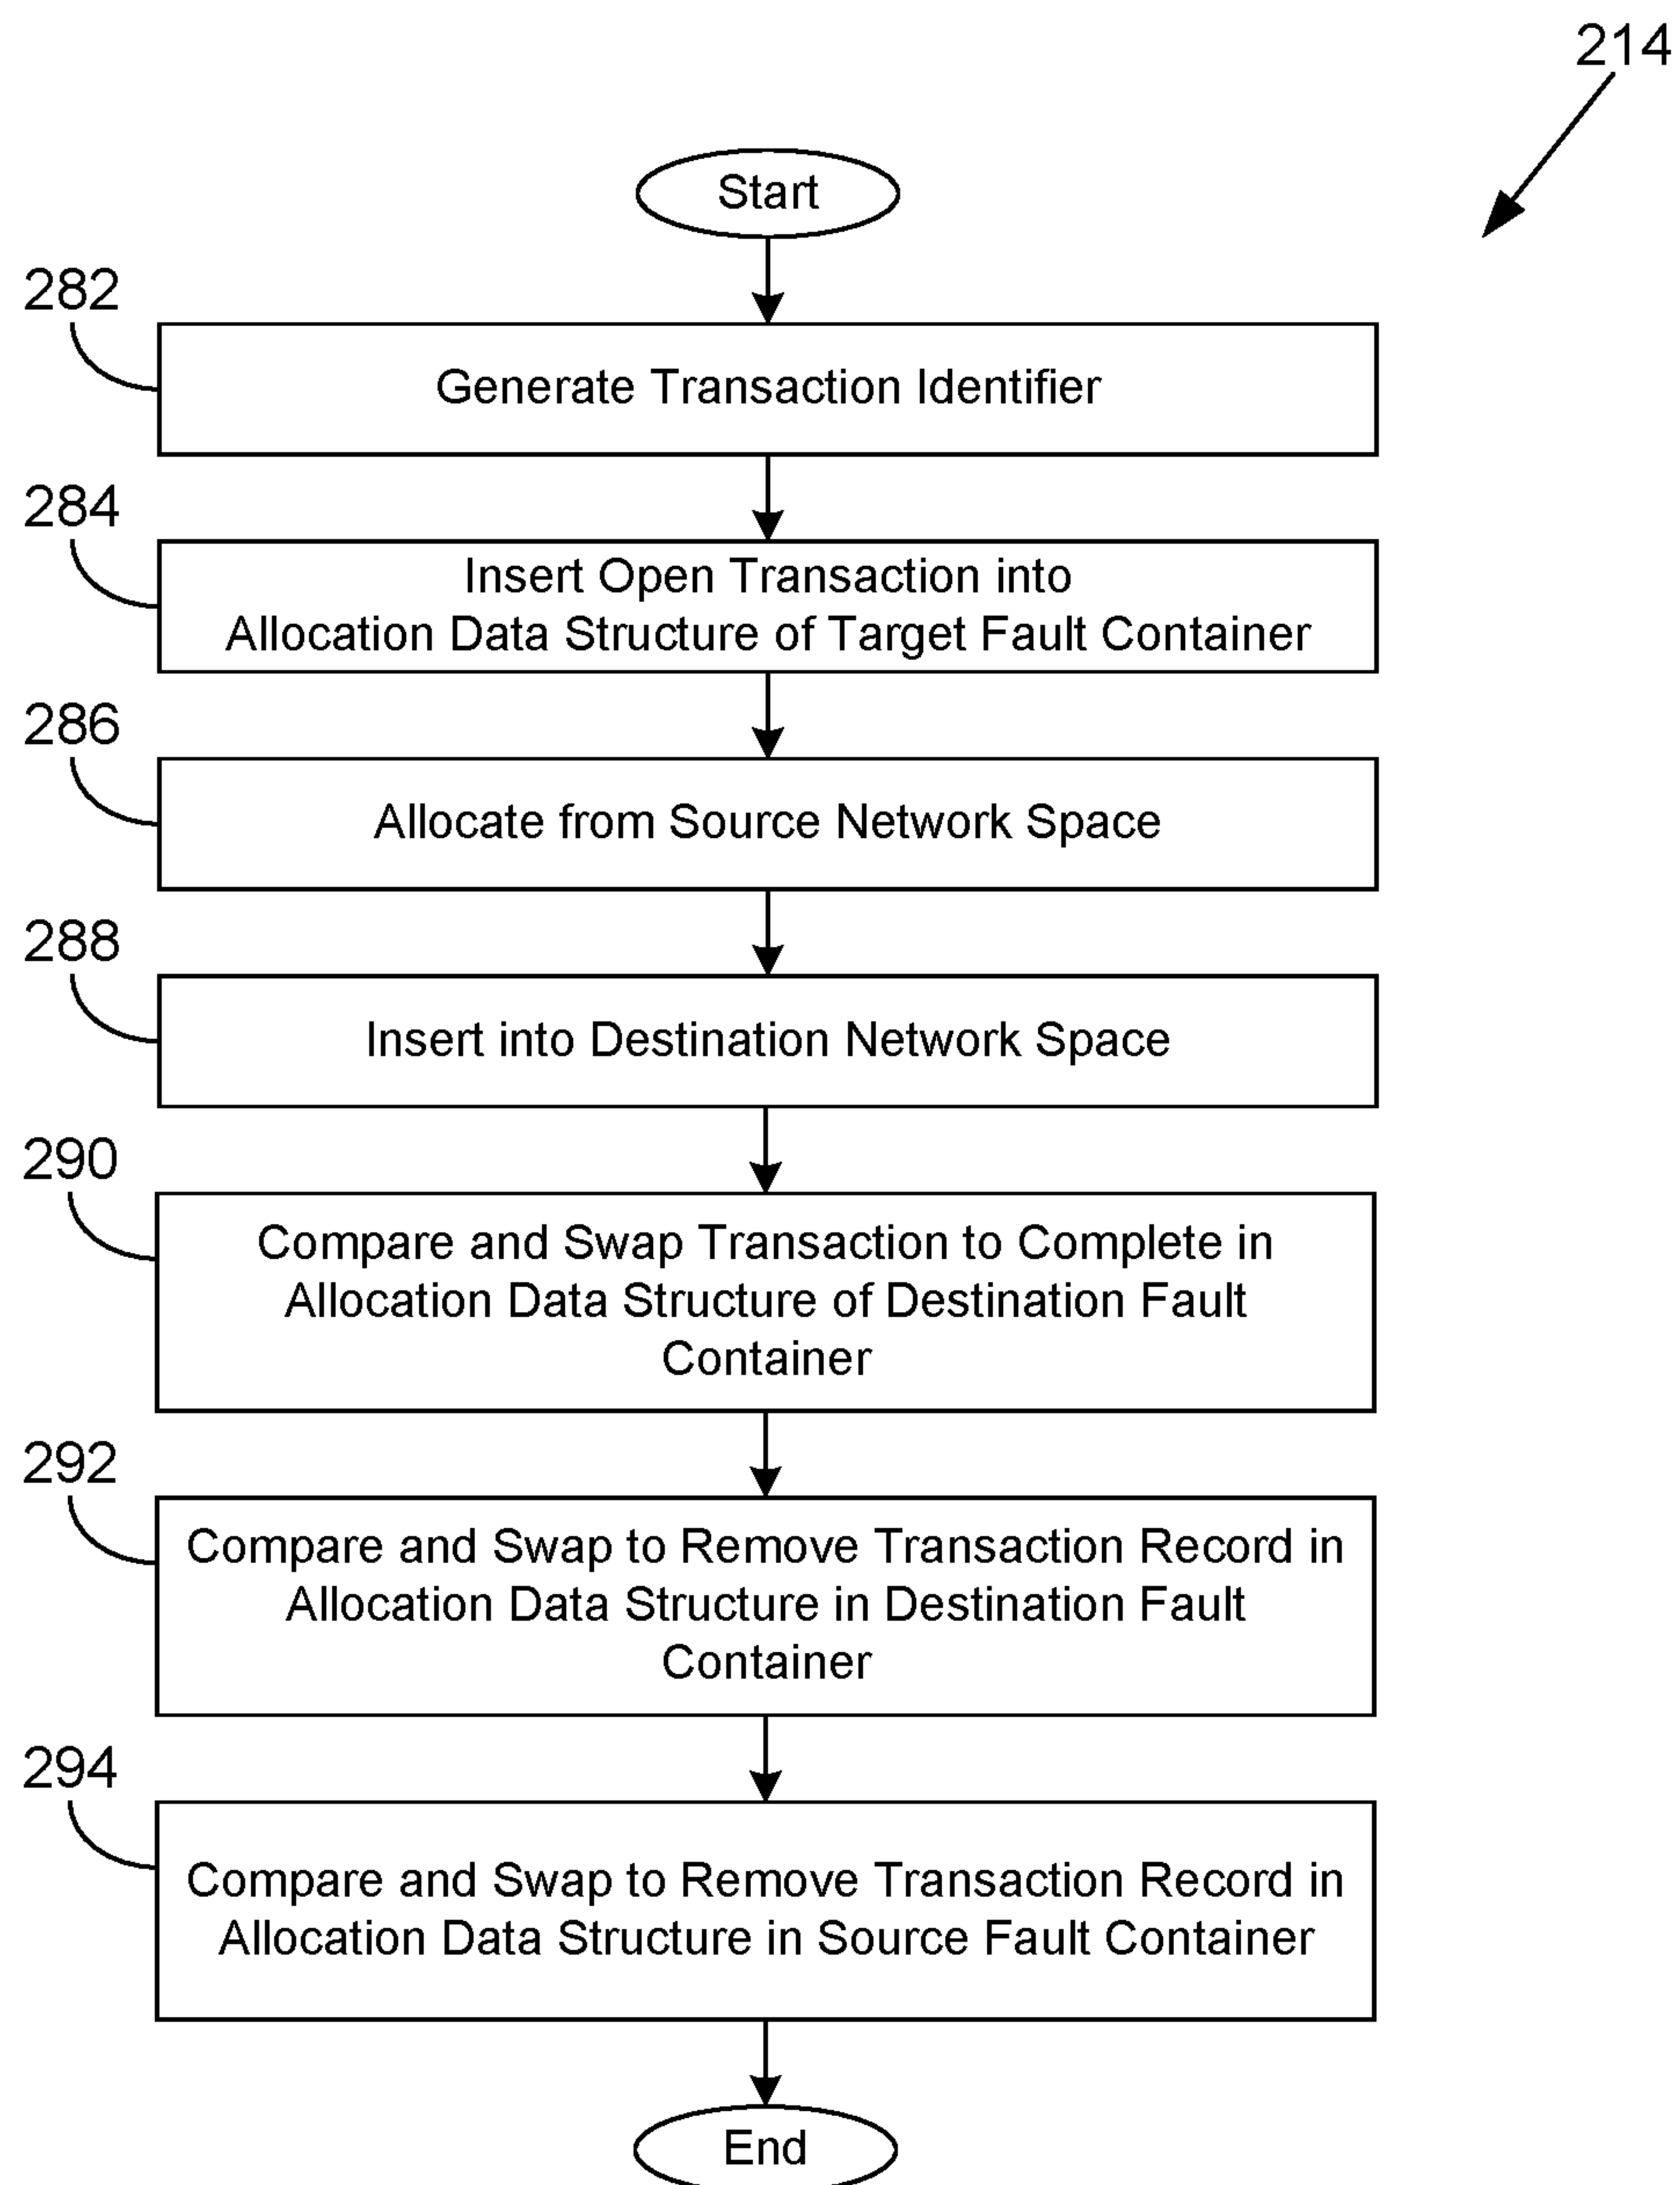 214
Start
282
Generate Transaction Identifier
284
Insert Open Transaction into
Allocation Data Structure of Target Fault Container
286
Allocate from Source Network Space
288
Insert into Destination Network Space
290
Compare and Swap Transaction to Complete in
Allocation Data Structure of Destination Fault
Container
292
Compare and Swap to Remove Transaction Record in
Allocation Data Structure in Destination Fault
Container
294
Compare and Swap to Remove Transaction Record in
Allocation Data Structure in Source Fault Container
End